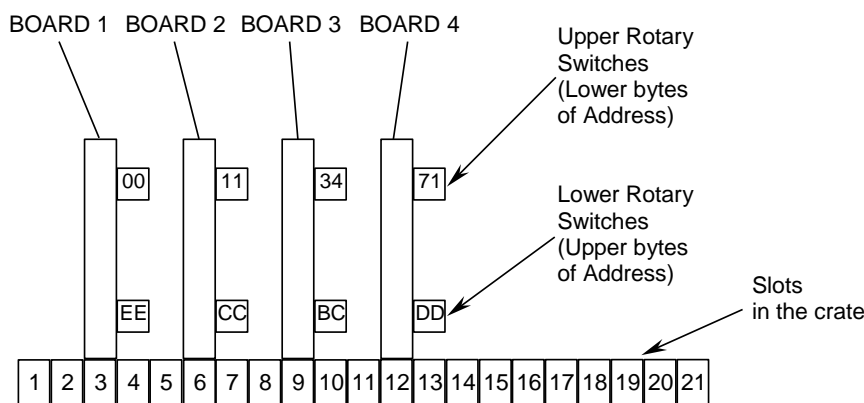 BOARD 1 BOARD 2 BOARD 3 BOARD 4
Upper Rotary
Switches
(Lower bytes
of Address)
00 11 34 71
Lower Rotary
Switches
(Upper bytes
of Address)
EE CC BC DD
Slots
in the crate
1 2 3 4 5 6 7 8 9 10 11 12 13 14 15 16 17 18 19 20 21